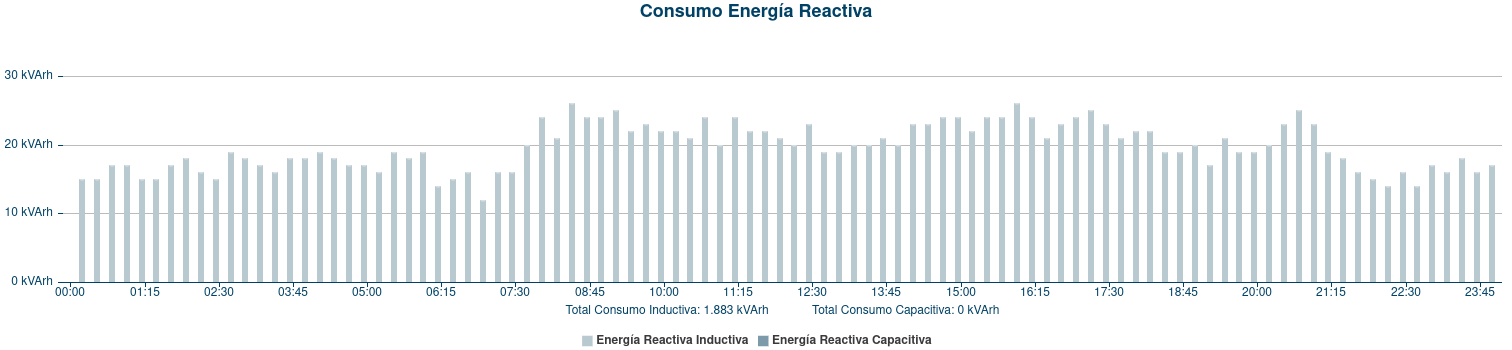 Consumo Energía Reactiva
30 kVArh
20 kVArh
10 kVArh
0 kVArh
00:00 01:15 02:30 03:45 05:00 06:15 07:30 08:45 10:00 11:15 12:30 13:45 15:00 16:15 17:30 18:45 20:00 21:15 22:30 23:45
Total Consumo Inductiva: 1.883 kVArh Total Consumo Capacitiva: 0 kVArh
Energía Reactiva Inductiva Energía Reactiva Capacitiva